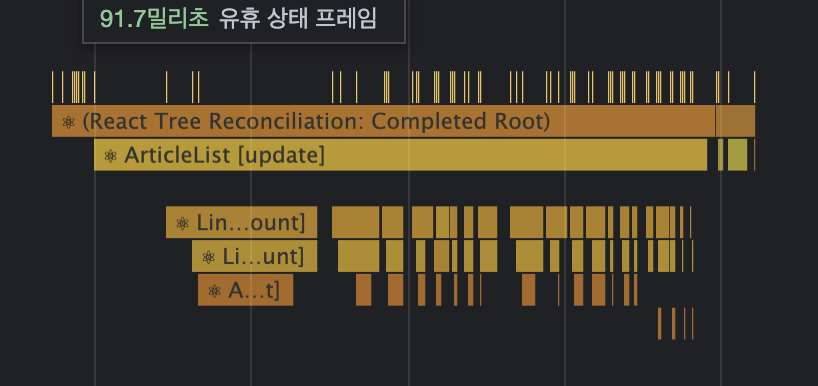 91.7밀리초 유휴 상태 프레임
(React Tree Reconciliation: Completed Root)
ArticleList [update]
Lin…ount]
Li…unt]
A…t]